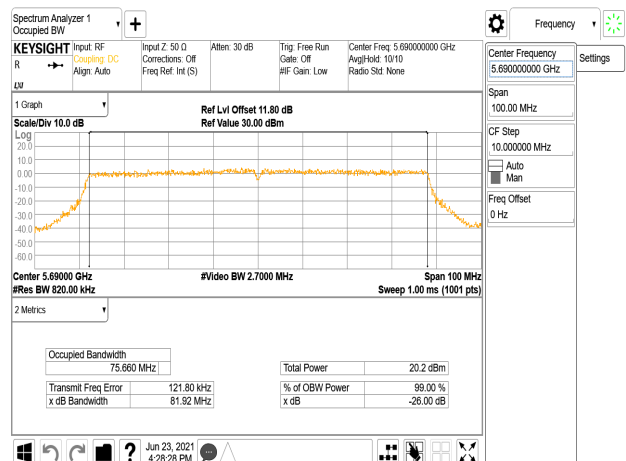 Spectrum Analyzer 1
Occupied BW
Frequency
KEYSIGHT
R
Input: RF
Coupling: DC
Align: Auto
Input Z: 50 Ω
Corrections: Off
Freq Ref: Int (S)
Atten: 30 dB
Trig: Free Run
Gate: Off
#IF Gain: Low
Center Freq: 5.690000000 GHz
Avg|Hold: 10/10
Radio Std: None
Center Frequency
5.690000000 GHz
Settings
Span
100.00 MHz
CF Step
10.000000 MHz
Auto
Man
Freq Offset
0 Hz
1 Graph
Scale/Div 10.0 dB
Ref Lvl Offset 11.80 dB
Ref Value 30.00 dBm
Log
20.0
10.0
0.00
-10.0
-20.0
-30.0
-40.0
-50.0
-60.0
Center 5.69000 GHz
#Video BW 2.7000 MHz
Span 100 MHz
#Res BW 820.00 kHz
Sweep 1.00 ms (1001 pts)
2 Metrics
Occupied Bandwidth
75.660 MHz
Total Power 20.2 dBm
Transmit Freq Error 121.80 kHz
% of OBW Power 99.00 %
x dB Bandwidth 81.92 MHz
x dB -26.00 dB
?
Jun 23, 2021
4:28:28 PM